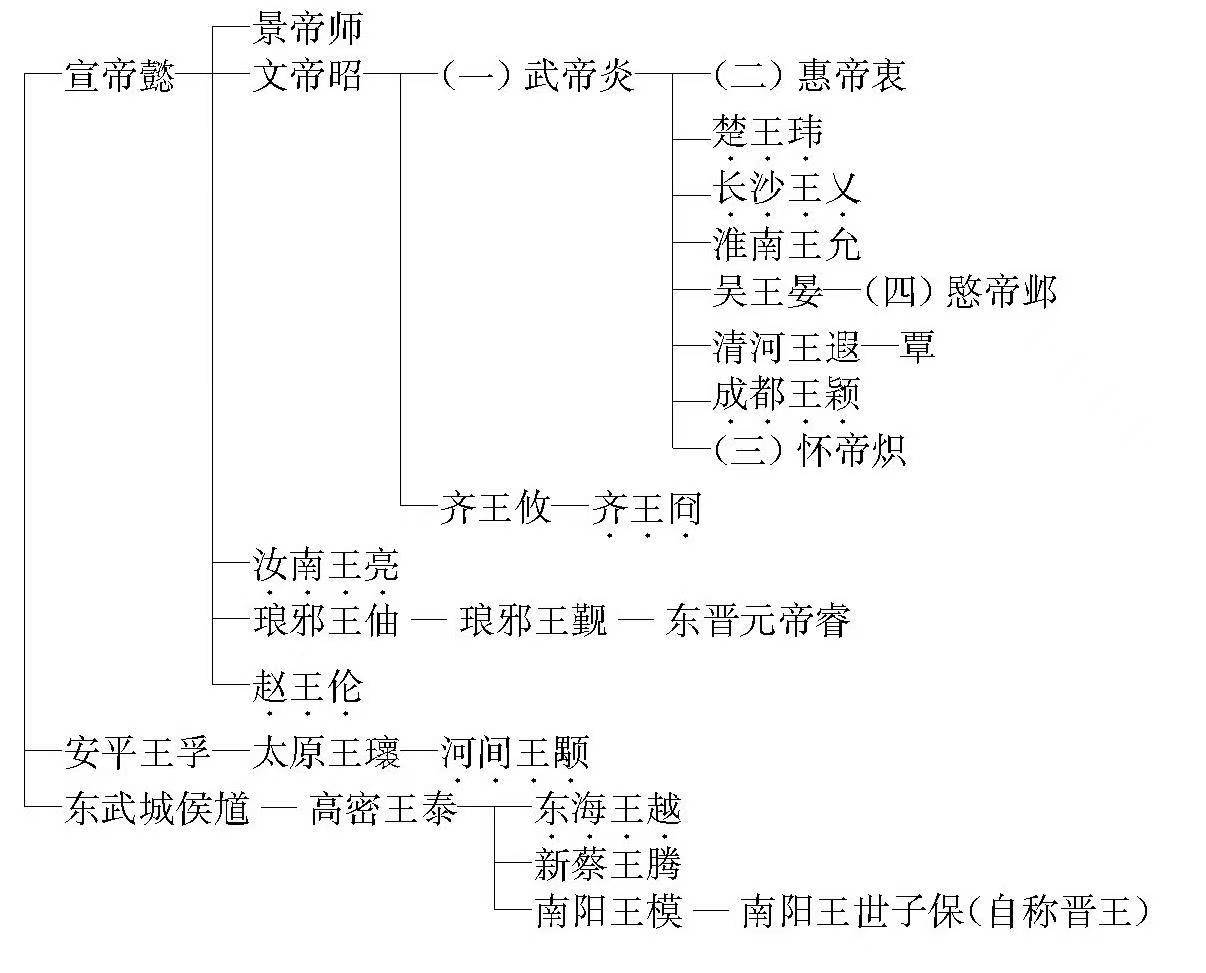 景帝师
宣帝懿 文帝昭 (一)武帝炎 (二)惠帝衷
楚王玮
长沙王乂
淮南王允
吴王晏 (四)愍帝邺
清河王遐 覃
成都王颖
(三)怀帝炽
齐王攸 齐王冏
汝南王亮
琅邪王伷 琅邪王觐 东晋元帝睿
赵王伦
安平王孚 太原王瓌 河间王颙
东武城侯馗 高密王泰 东海王越
新蔡王腾
南阳王模 南阳王世子保(自称晋王)